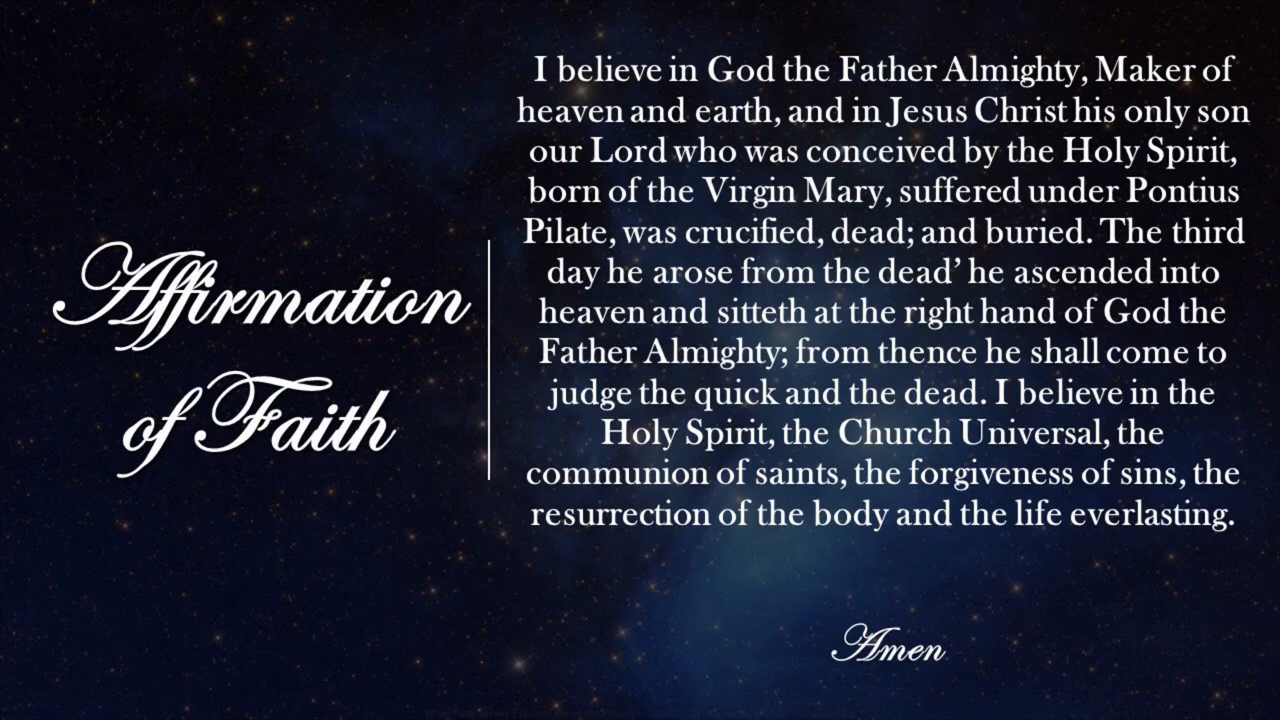 Affirmation
of Faith
I believe in God the Father Almighty, Maker of
heaven and earth, and in Jesus Christ his only son
our Lord who was conceived by the Holy Spirit,
born of the Virgin Mary, suffered under Pontius
Pilate, was crucified, dead; and buried. The third
day he arose from the dead’ he ascended into
heaven and sitteth at the right hand of God the
Father Almighty; from thence he shall come to
judge the quick and the dead. I believe in the
Holy Spirit, the Church Universal, the
communion of saints, the forgiveness of sins, the
resurrection of the body and the life everlasting.
Amen